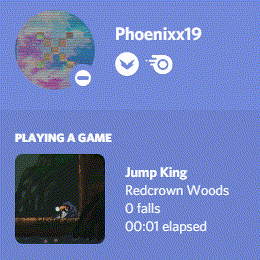 Phoenixx19
PLAYING A GAME
Jump King
Redcrown Woods
0 falls
00:01 elapsed